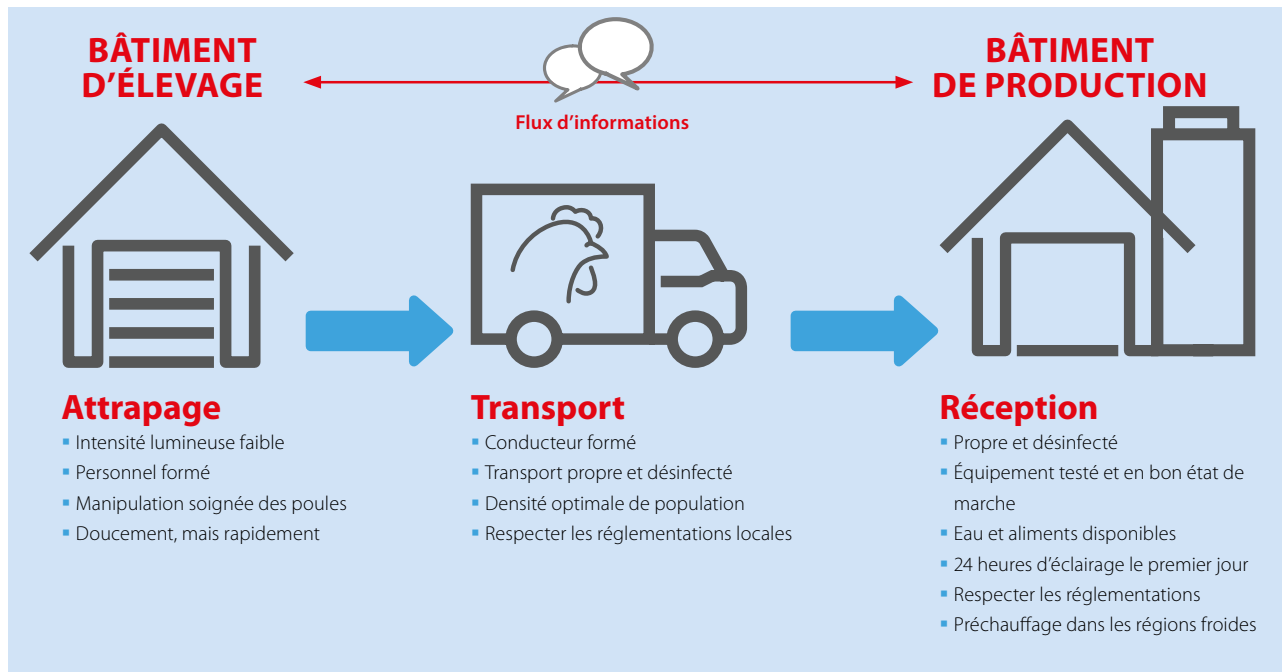 BÂTIMENT
D’ÉLEVAGE
Flux d’informations
BÂTIMENT
DE PRODUCTION
Attrapage
▪ Intensité lumineuse faible
▪ Personnel formé
▪ Manipulation soignée des poules
▪ Doucement, mais rapidement
Transport
▪ Conducteur formé
▪ Transport propre et désinfecté
▪ Densité optimale de population
▪ Respecter les réglementations locales
Réception
▪ Propre et désinfecté
▪ Équipement testé et en bon état de
marche
▪ Eau et aliments disponibles
▪ 24 heures d’éclairage le premier jour
▪ Respecter les réglementations
▪ Préchauffage dans les régions froides